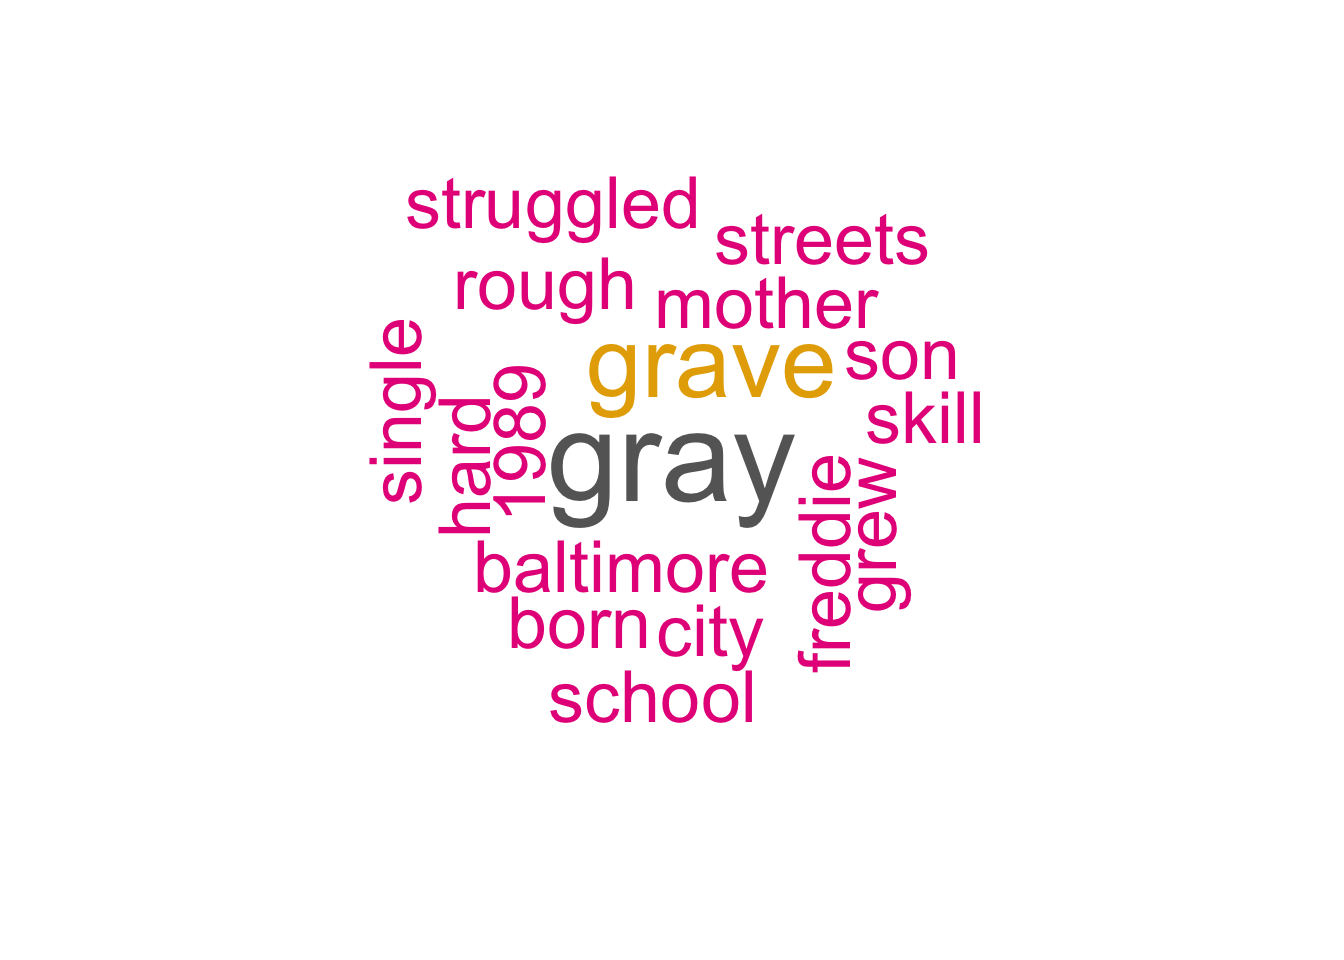 struggled
streets
rough
mother
single
grave
son
hard
1989
skill
gray
freddie
grew
baltimore
born
city
school